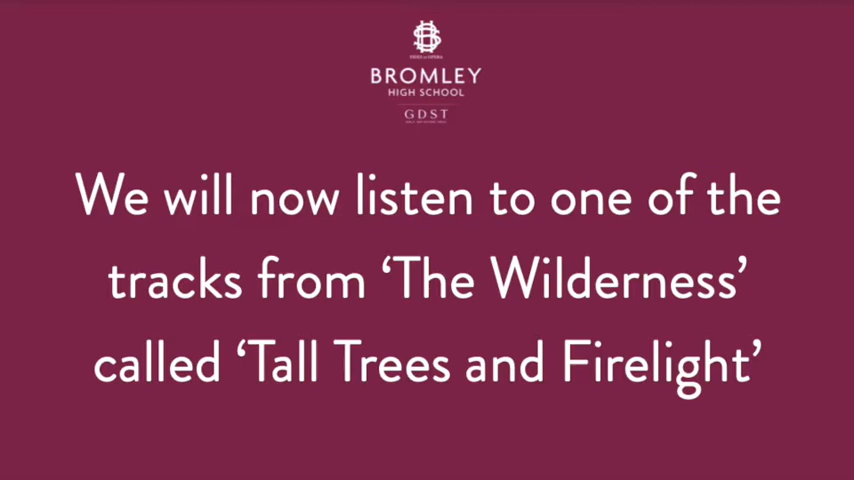 BROMLEY
HIGH SCHOOL
GDST
We will now listen to one of the
tracks from ‘The Wilderness’
called ‘Tall Trees and Firelight’